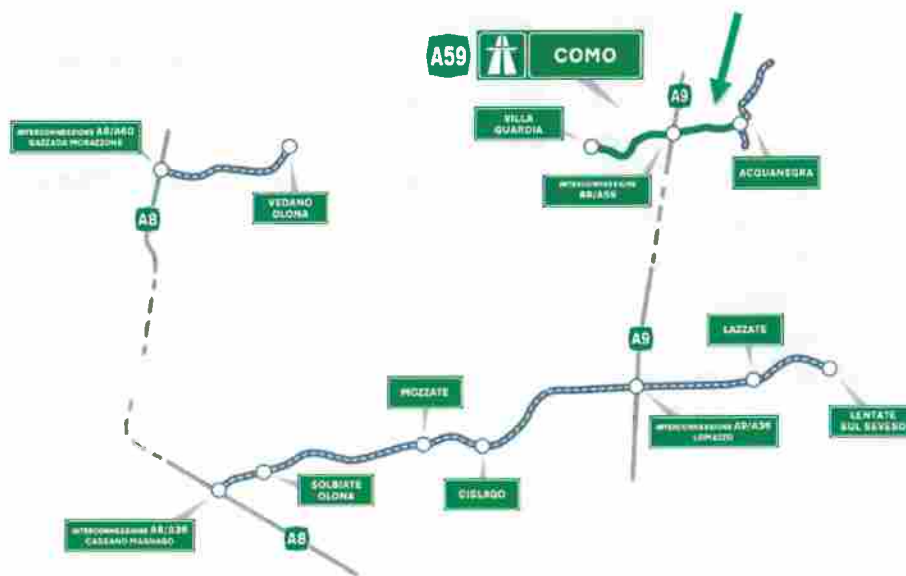 A59
COMO
A9
VILLA
GUARDIA
INTERCONNESSIONE A8/A60
GAZZADA MORAZZONE
ACQUANEGRA
INTERCONNESSIONE
A9/A59
VEDANO
OLONA
A8
A9
LAZZATE
MOZZATE
INTERCONNESSIONE A9/A36
LOMAZZO
LENTATE
SUL SEVESO
SOLBIATE
OLONA
CISLAGO
INTERCONNESSIONE A8/A36
CASSANO MAGNAGO
A8